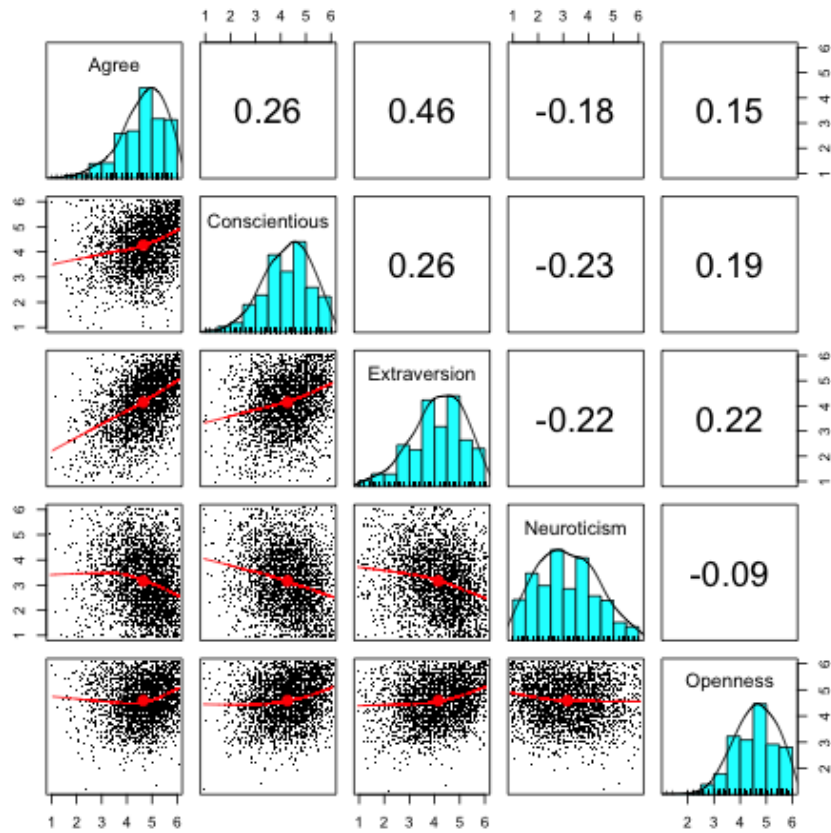 1 2 3 4 5 6
1 2 3 4 5 6
Agree
0.26
0.46
-0.18
0.15
1 2 3 4 5 6
1 2 3 4 5 6
Conscientious
0.26
-0.23
0.19
Extraversion
-0.22
0.22
1 2 3 4 5 6
1 2 3 4 5 6
Neuroticism
-0.09
Openness
2 3 4 5 6
1 2 3 4 5 6
1 2 3 4 5 6
2 3 4 5 6